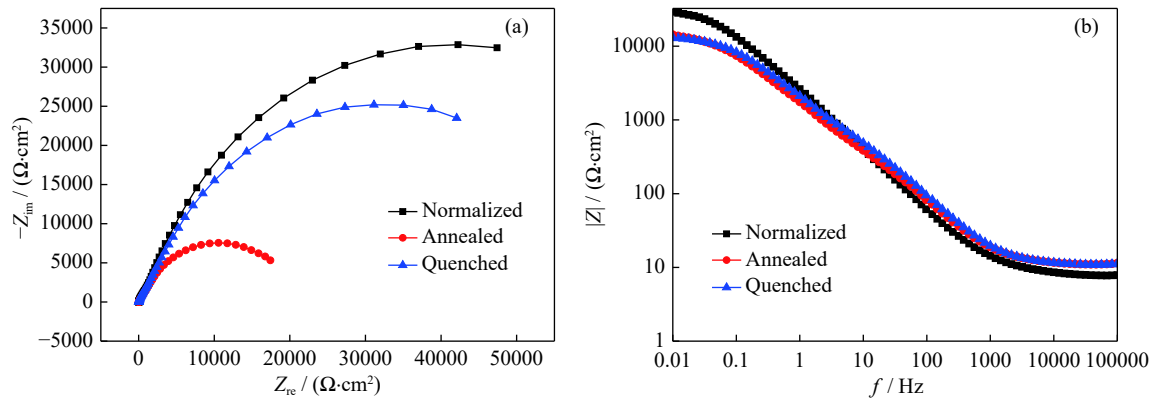 (a)
35000
30000
25000
20000
15000
10000
5000
0
−5000
−Z_im / (Ω·cm²)
Normalized
Annealed
Quenched
0 10000 20000 30000 40000 50000
Z_re / (Ω·cm²)
(b)
10000
1000
100
10
1
|Z| / (Ω·cm²)
Normalized
Annealed
Quenched
0.01 0.1 1 10 100 1000 10000 100000
f / Hz